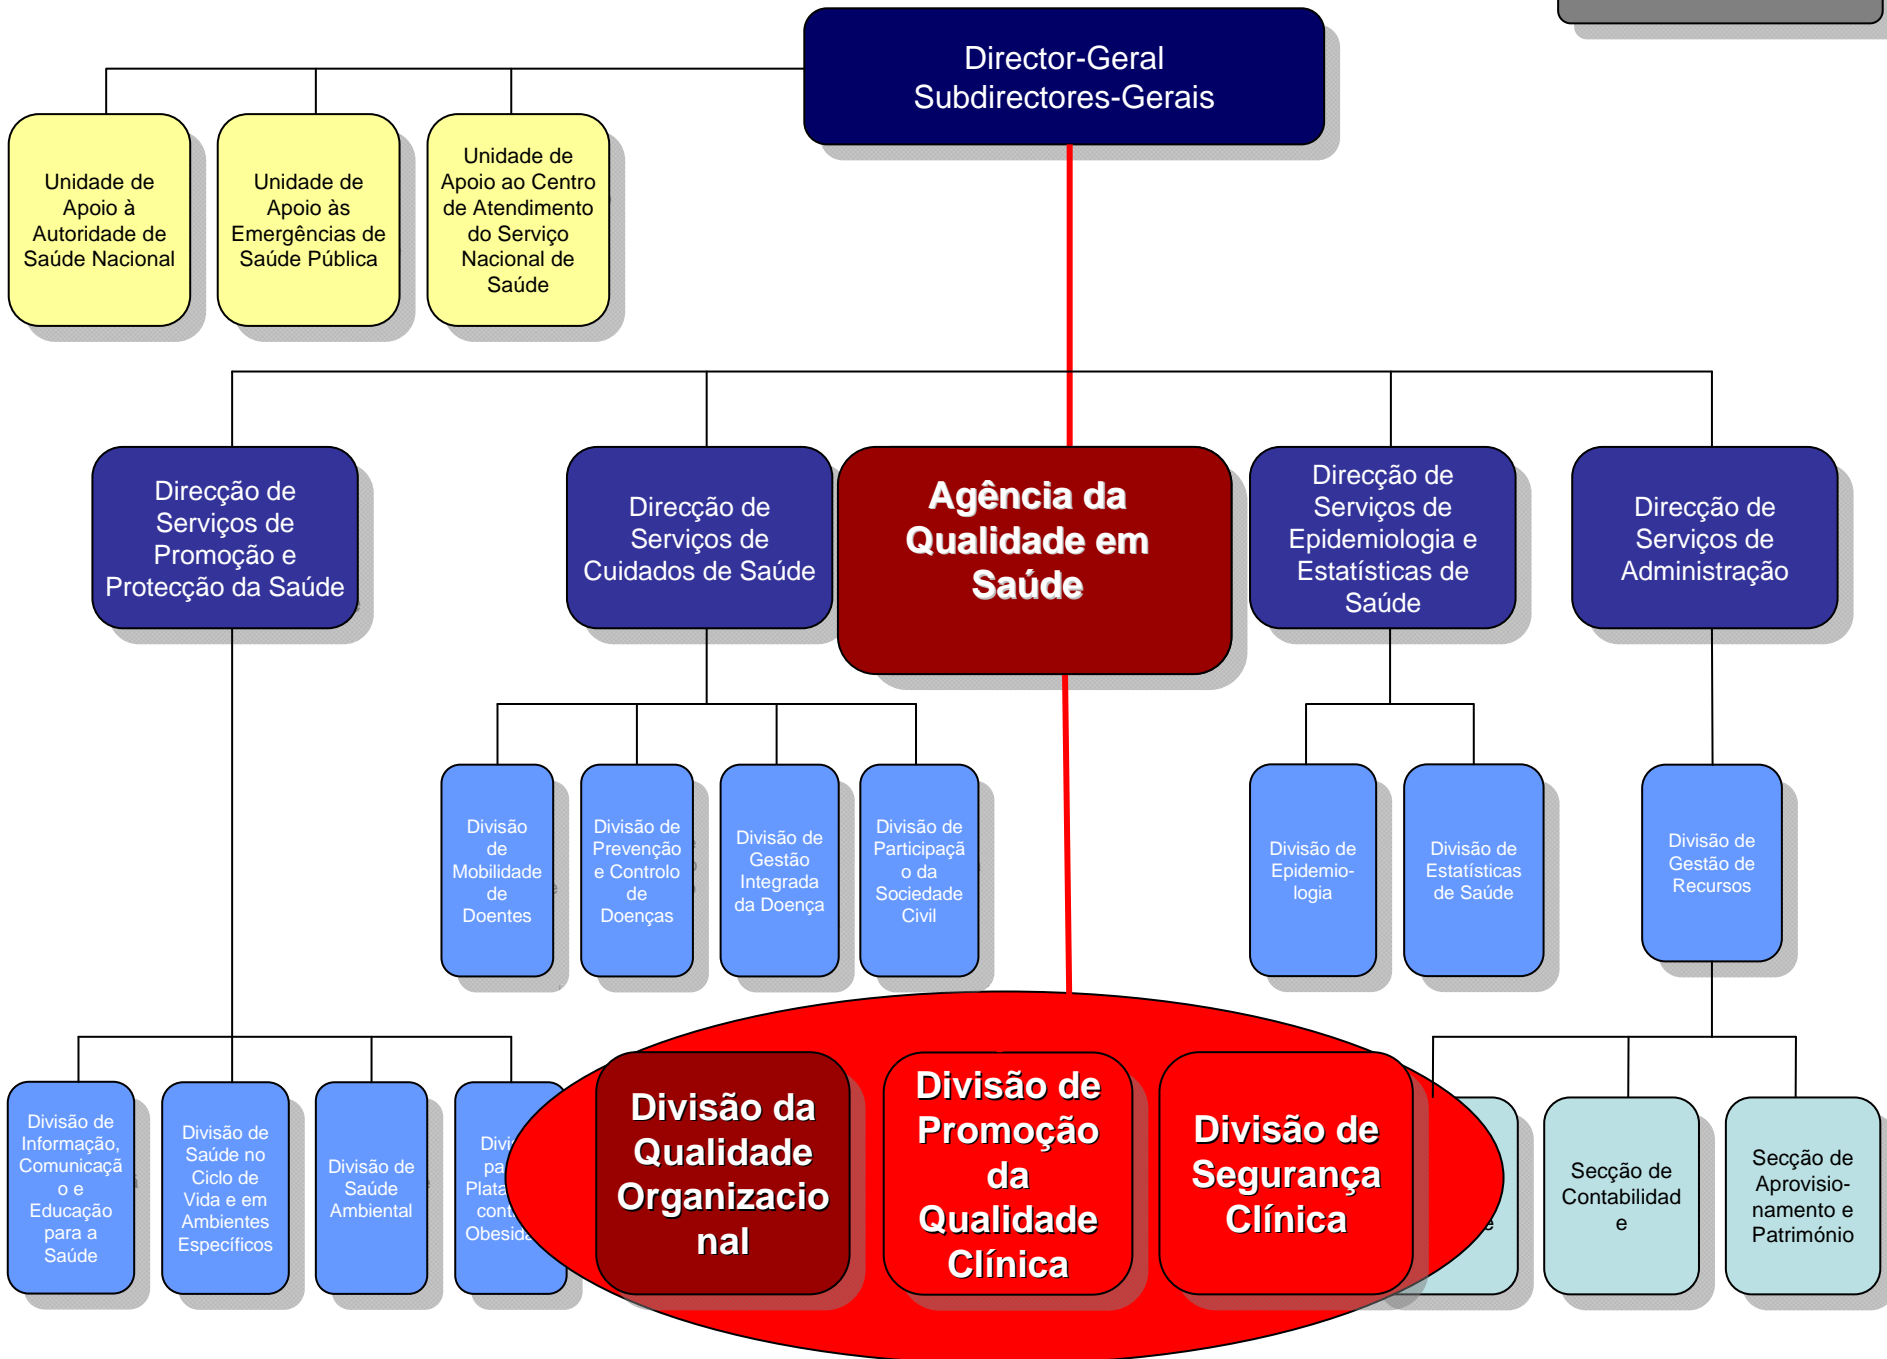 Director-Geral
Subdirectores-Gerais
Unidade de
Apoio à
Autoridade de
Saúde Nacional
Unidade de
Apoio às
Emergências de
Saúde Pública
Unidade de
Apoio ao Centro
de Atendimento
do Serviço
Nacional de
Saúde
Direcção de
Serviços de
Promoção e
Protecção da Saúde
Direcção de
Serviços de
Cuidados de Saúde
Agência da
Qualidade em
Saúde
Direcção de
Serviços de
Epidemiologia e
Estatísticas de
Saúde
Direcção de
Serviços de
Administração
Divisão
de
Mobilidade
de
Doentes
Divisão de
Prevenção
e Controlo
de
Doenças
Divisão de
Gestão
Integrada
da Doença
Divisão de
Participaçã
o da
Sociedade
Civil
Divisão de
Epidemio-
logia
Divisão de
Estatísticas
de Saúde
Divisão de
Gestão de
Recursos
Divisão de
Informação,
Comunicaçã
o e
Educação
para a
Saúde
Divisão de
Saúde no
Ciclo de
Vida e em
Ambientes
Específicos
Divisão de
Saúde
Ambiental
Divisão da
Qualidade
Organizacio
nal
Divisão de
Promoção
da
Qualidade
Clínica
Divisão de
Segurança
Clínica
Secção de
Contabilidad
e
Secção de
Aprovisio-
namento e
Património